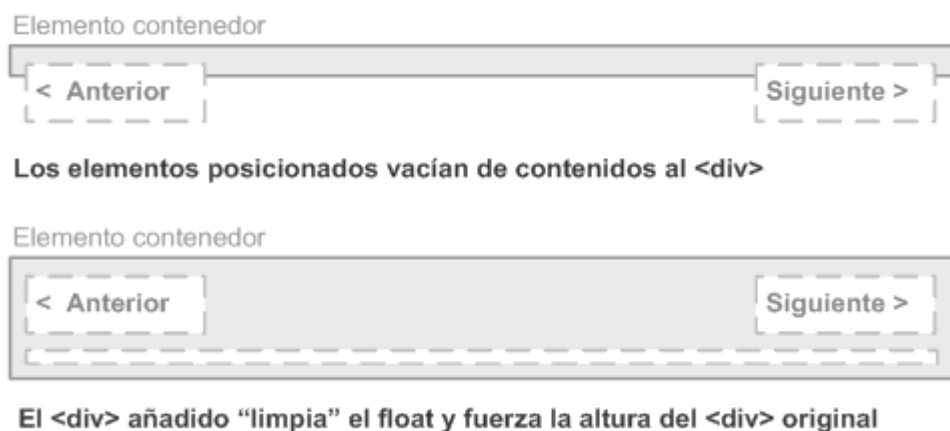 Elemento contenedor
< Anterior
Siguiente >
Los elementos posicionados vacían de contenidos al <div>
Elemento contenedor
< Anterior
Siguiente >
El <div> añadido “limpia” el float y fuerza la altura del <div> original